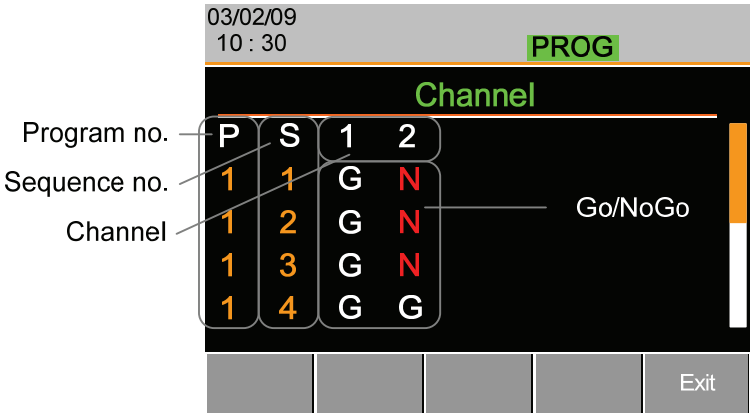 03/02/09
10 : 30
PROG
Channel
Program no.
Sequence no.
Channel
P S 1 2
1 1 G N
1 2 G N
1 3 G N
1 4 G G
Go/NoGo
Exit